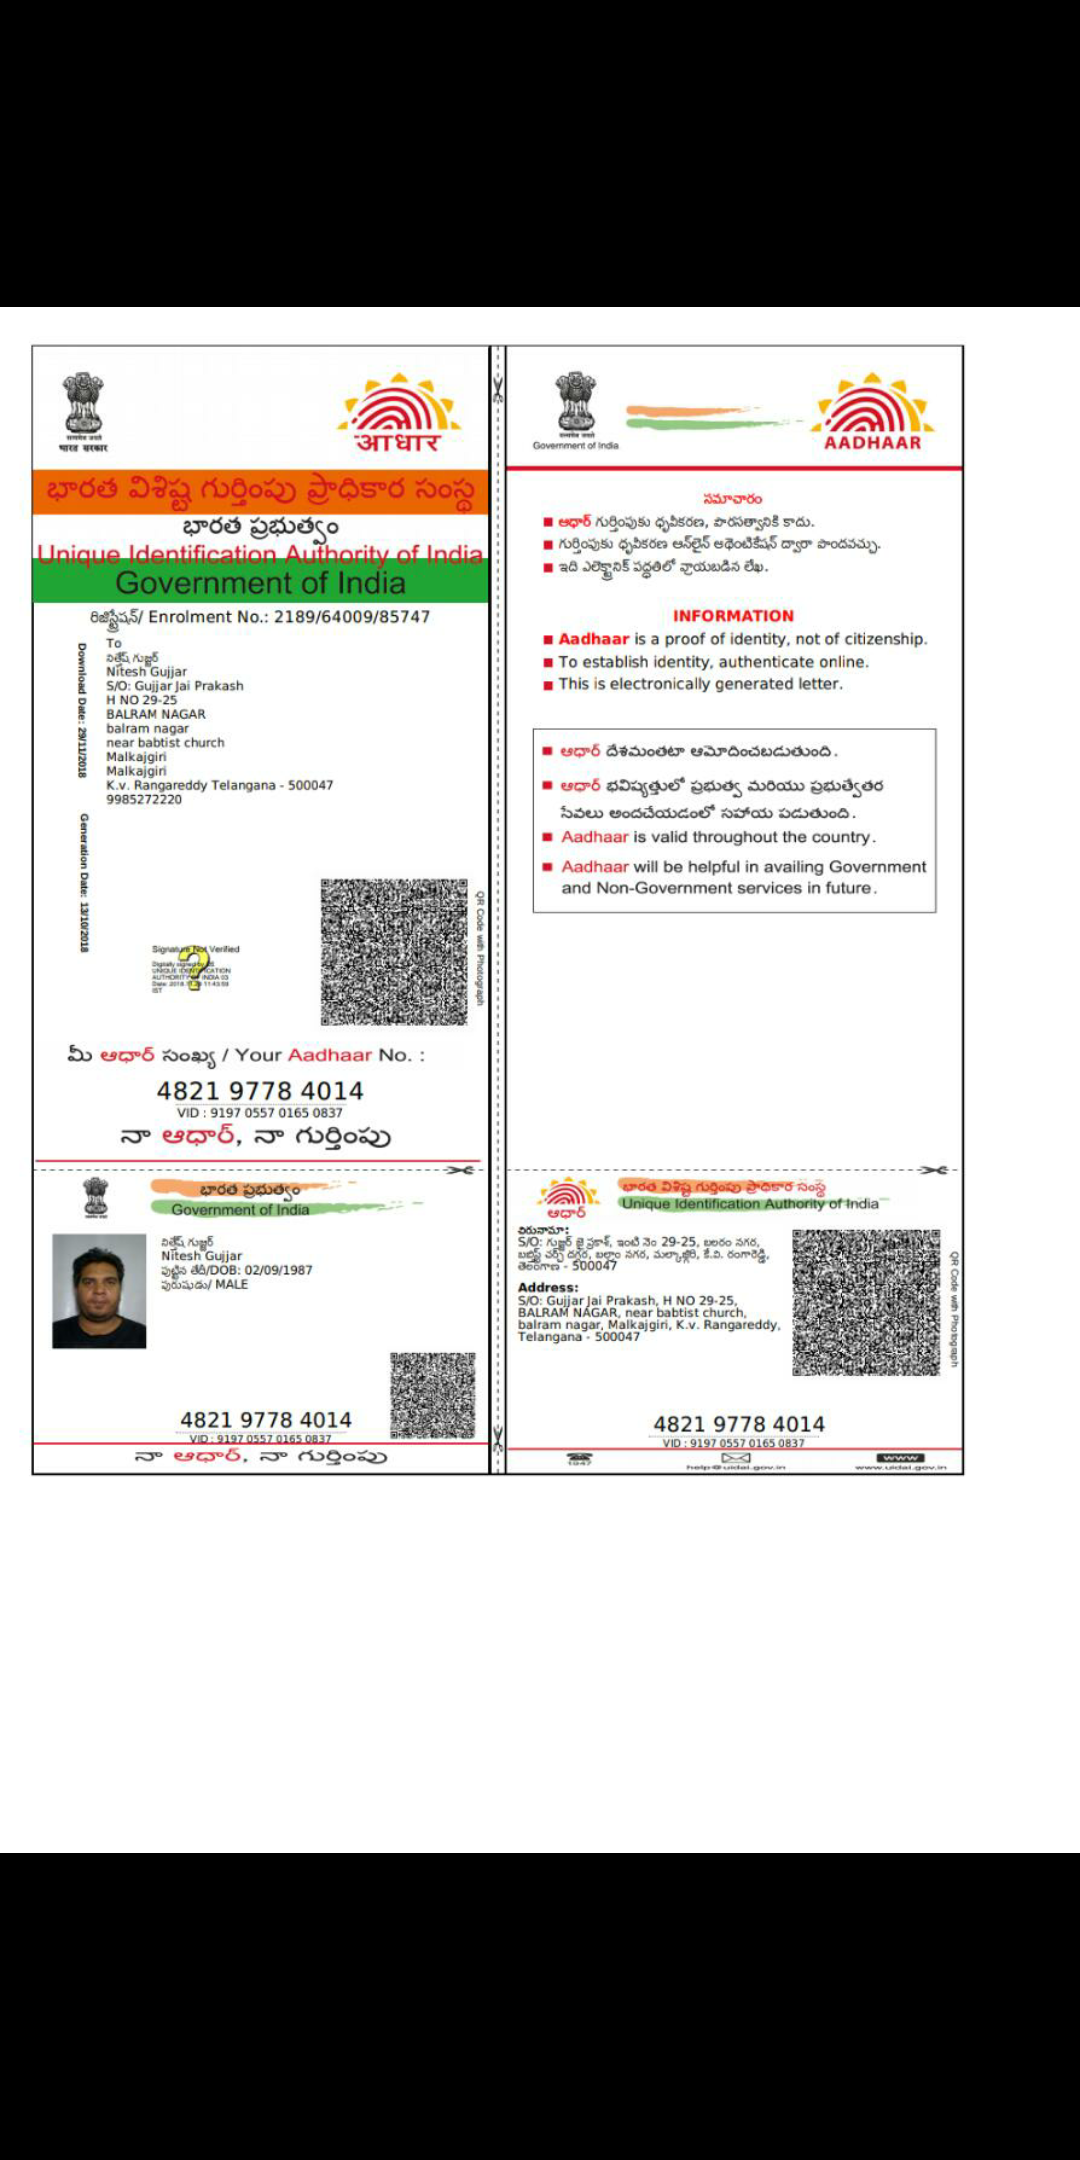 सत्यमेव जयते
भारत सरकार
आधार
భారత విశిష్ట గుర్తింపు ప్రాధికార సంస్థ
భారత ప్రభుత్వం
Unique Identification Authority of India
Government of India
రిజిస్ట్రేషన్/ Enrolment No.: 2189/64009/85747
Download Date: 29/11/2018
Generation Date: 13/10/2018
To
నితేష్ గుజ్జర్
Nitesh Gujjar
S/O: Gujjar Jai Prakash
H NO 29-25
BALRAM NAGAR
balram nagar
near babtist church
Malkajgiri
Malkajgiri
K.v. Rangareddy Telangana - 500047
9985272220
QR Code with Photograph
Signature Not Verified
Digitally signed by DS
UNIQUE IDENTIFICATION
AUTHORITY OF INDIA 03
IST
మీ ఆధార్ సంఖ్య / Your Aadhaar No. :
4821 9778 4014
VID : 9197 0557 0165 0837
నా ఆధార్, నా గుర్తింపు
Government of India
AADHAAR
సమాచారం
ఆధార్ గుర్తింపుకు ధృవీకరణ, పౌరసత్వానికి కాదు.
గుర్తింపుకు ధృవీకరణ ఆన్‌లైన్ అథెంటికేషన్ ద్వారా పొందవచ్చు.
ఇది ఎలెక్ట్రానిక్ పద్ధతిలో వ్రాయబడిన లేఖ.
INFORMATION
Aadhaar is a proof of identity, not of citizenship.
To establish identity, authenticate online.
This is electronically generated letter.
ఆధార్ దేశమంతటా ఆమోదించబడుతుంది.
ఆధార్ భవిష్యత్తులో ప్రభుత్వ మరియు ప్రభుత్వేతర
సేవలు అందచేయడంలో సహాయ పడుతుంది.
Aadhaar is valid throughout the country.
Aadhaar will be helpful in availing Government
and Non-Government services in future.
భారత ప్రభుత్వం
Government of India
నితేష్ గుజ్జర్
Nitesh Gujjar
పుట్టిన తేదీ/DOB: 02/09/1987
పురుషుడు/ MALE
4821 9778 4014
VID : 9197 0557 0165 0837
నా ఆధార్, నా గుర్తింపు
ఆధార్
భారత విశిష్ట గుర్తింపు ప్రాధికార సంస్థ
Unique Identification Authority of India
చిరునామా:
S/O: గుజ్జర్ జై ప్రకాశ్, ఇంటి నెం 29-25, బలరం నగర,
బబ్టిస్ట్ చర్చ్ దగ్గర, బల్రాం నగర, మల్కాజ్గిరి, కే.వి. రంగారెడ్డి,
తెలంగాణ - 500047
Address:
S/O: Gujjar Jai Prakash, H NO 29-25,
BALRAM NAGAR, near babtist church,
balram nagar, Malkajgiri, K.v. Rangareddy,
Telangana - 500047
QR Code with Photograph
4821 9778 4014
VID : 9197 0557 0165 0837
1947
help@uidai.gov.in
www
www.uidai.gov.in